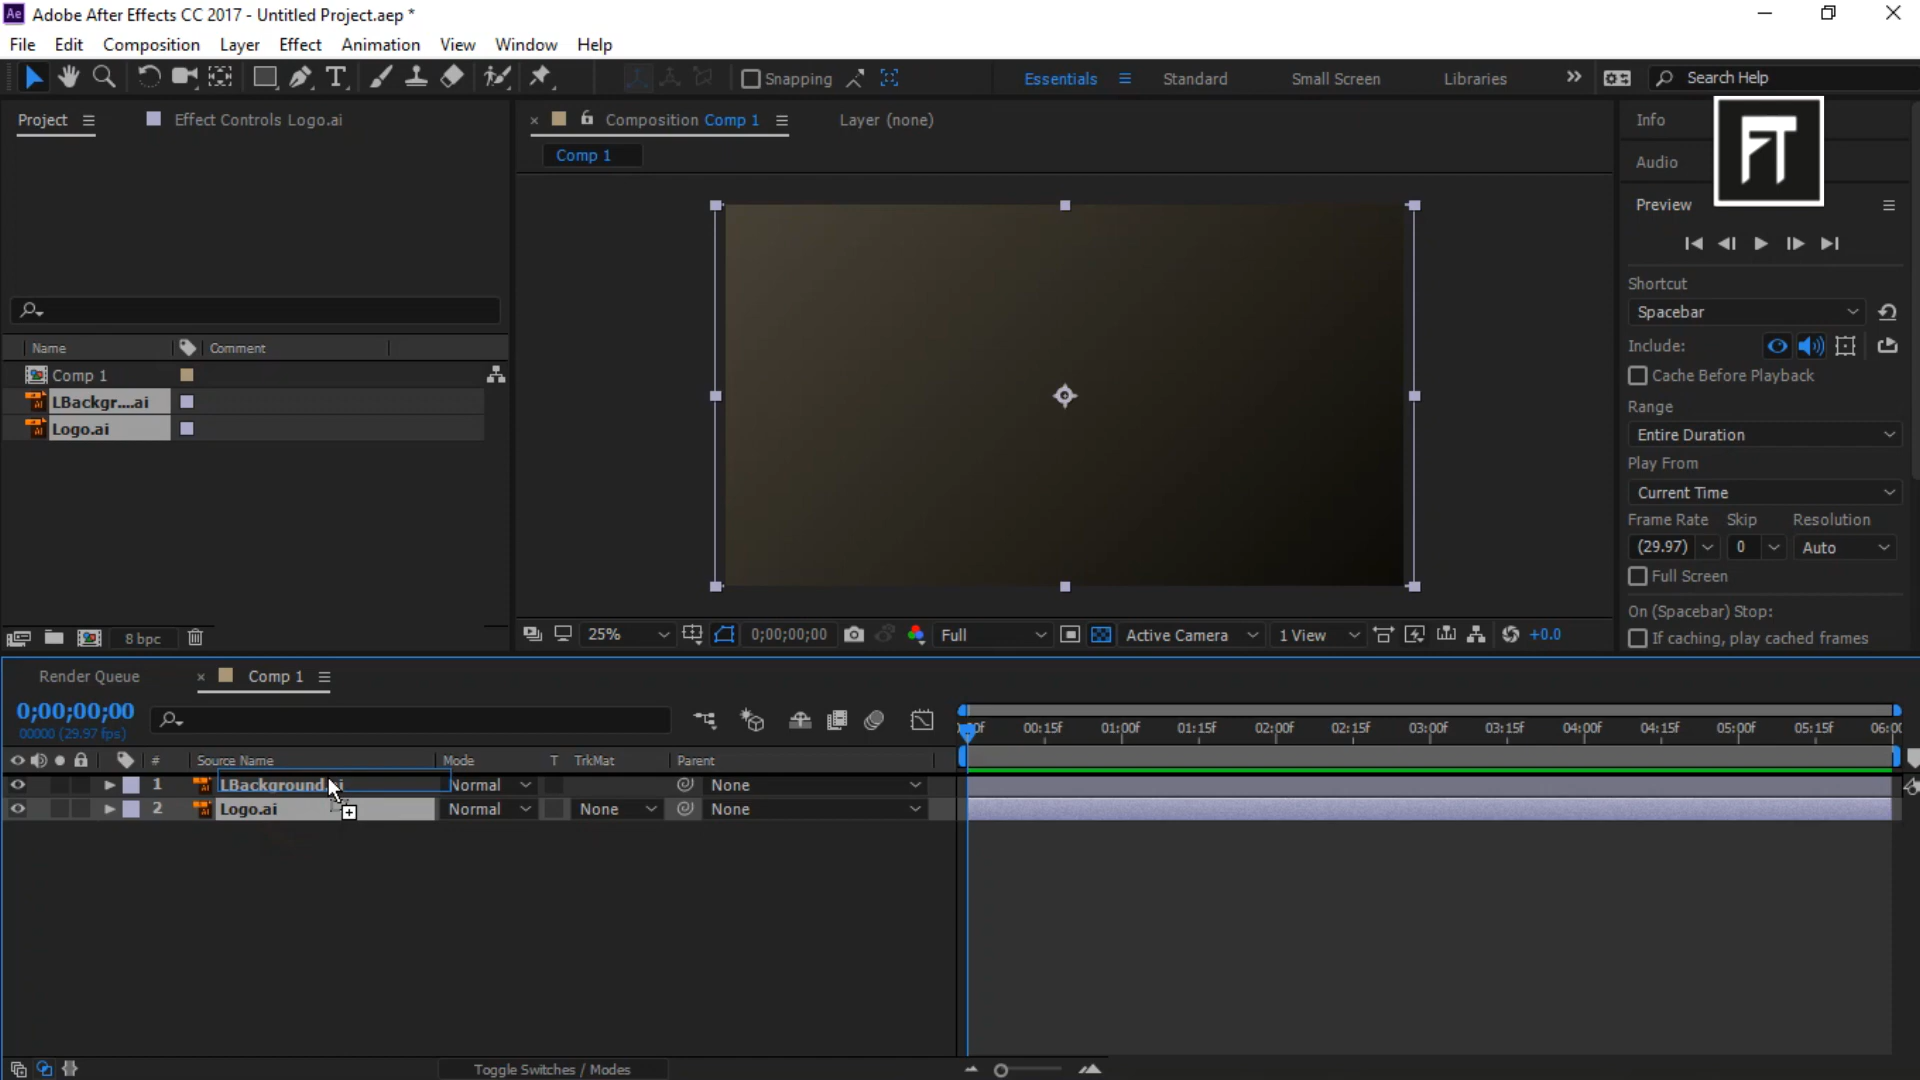 Adobe After Effects CC 2017 - Untitled Project.aep *
File Edit Composition Layer Effect Animation View Window Help
Snapping Essentials Standard Small Screen Libraries Search Help
Project Effect Controls Logo.ai
Composition Comp 1 Layer (none)
Comp 1
Info
FT
Audio
Preview
Shortcut
Spacebar
Include:
Cache Before Playback
Range
Entire Duration
Play From
Current Time
Frame Rate Skip Resolution
(29.97) 0 Auto
Full Screen
On (Spacebar) Stop:
If caching, play cached frames
Name Comment
Comp 1
LBackgr....ai
Logo.ai
8 bpc
25% 0;00;00;00 Full Active Camera 1 View +0.0
Render Queue Comp 1
0;00;00;00
00000 (29.97 fps)
00:15f 01:00f 01:15f 02:00f 02:15f 03:00f 03:15f 04:00f 04:15f 05:00f 05:15f
# Source Name Mode T TrkMat Parent
1 LBackground.ai Normal None
2 Logo.ai Normal None None
Toggle Switches / Modes